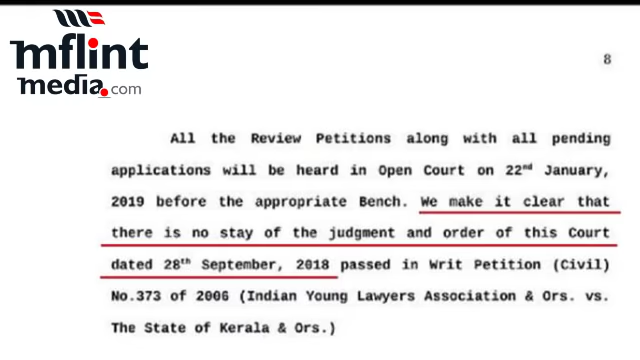 mflint
media.com
8
All the Review Petitions along with all pending
applications will be heard in Open Court on 22nd January,
2019 before the appropriate Bench. We make it clear that
there is no stay of the judgment and order of this Court
dated 28th September, 2018 passed in Writ Petition (Civil)
No.373 of 2006 (Indian Young Lawyers Association & Ors. vs.
The State of Kerala & Ors.)